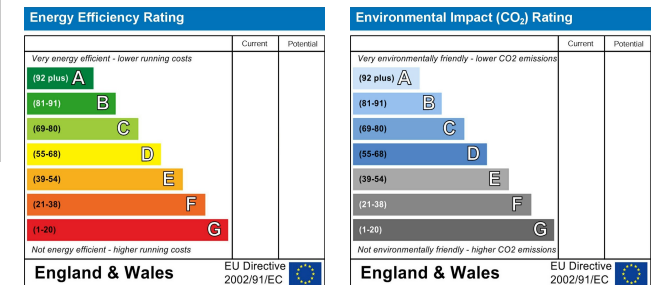 Energy Efficiency Rating
Current Potential
Very energy efficient - lower running costs
(92 plus) A
(81-91) B
(69-80) C
(55-68) D
(39-54) E
(21-38) F
(1-20) G
Not energy efficient - higher running costs
England & Wales
EU Directive
2002/91/EC
Environmental Impact (CO₂) Rating
Current Potential
Very environmentally friendly - lower CO2 emissions
(92 plus) A
(81-91) B
(69-80) C
(55-68) D
(39-54) E
(21-38) F
(1-20) G
Not environmentally friendly - higher CO2 emissions
England & Wales
EU Directive
2002/91/EC